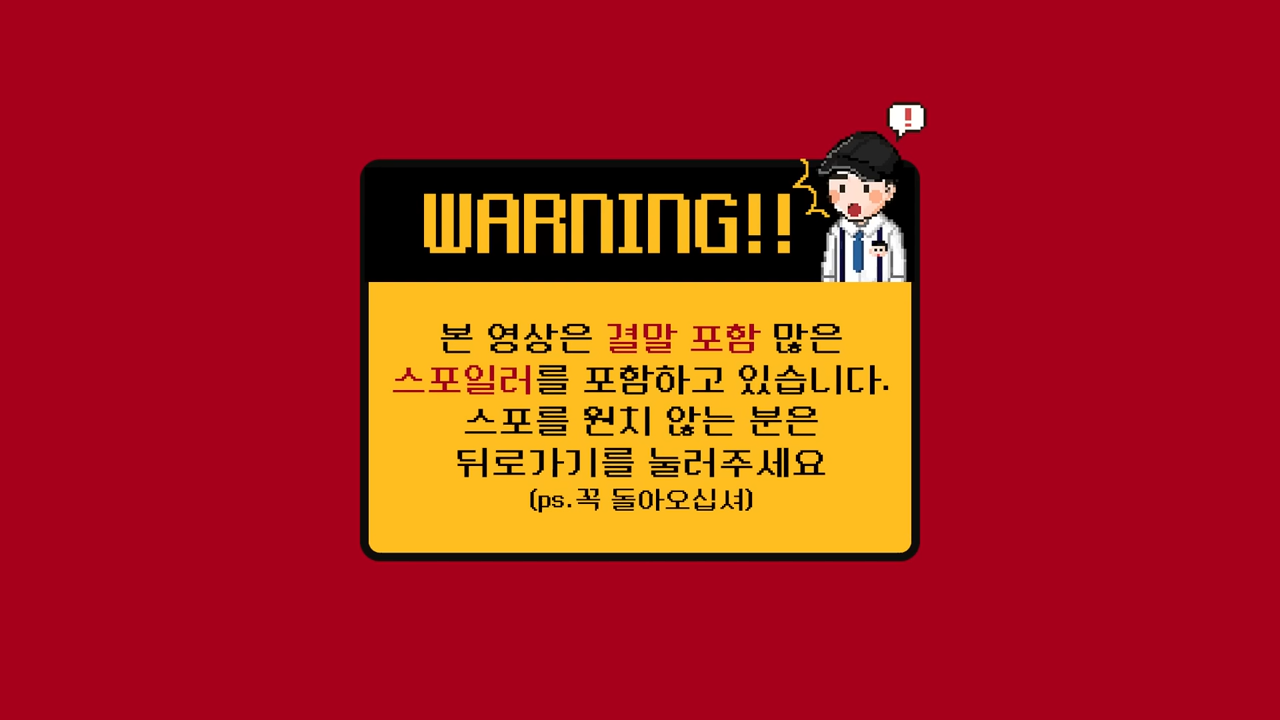 !
WARNING!!
본 영상은 결말 포함 많은
스포일러를 포함하고 있습니다.
스포를 원치 않는 분은
뒤로가기를 눌러주세요
(ps.꼭 돌아오십셔)